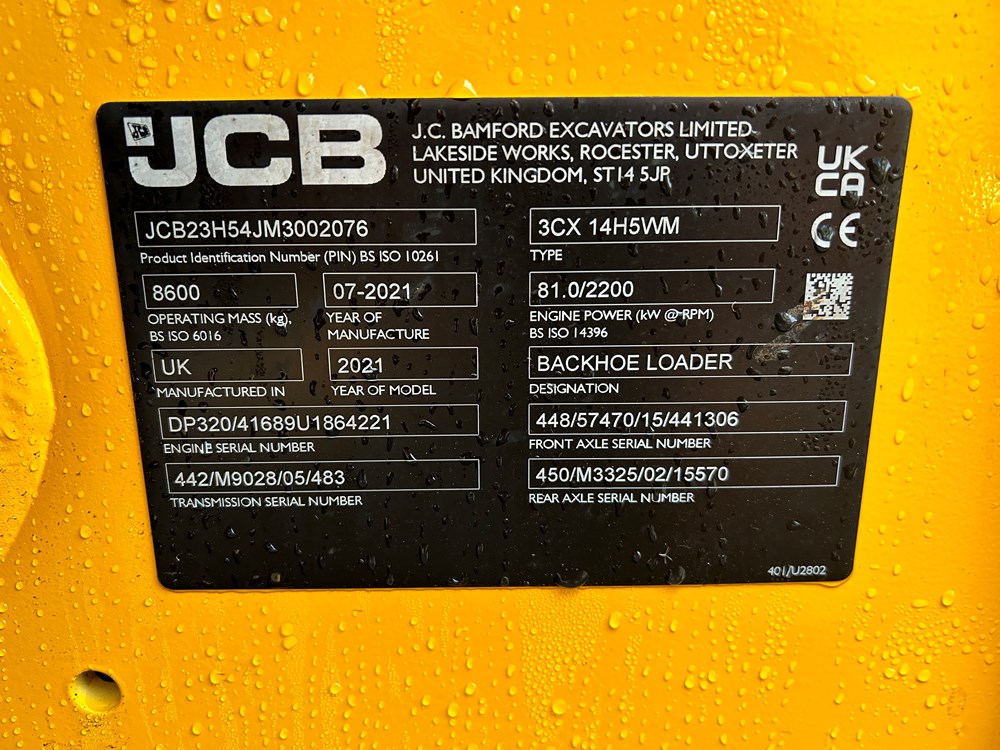 JCB
J.C. BAMFORD EXCAVATORS LIMITED
LAKESIDE WORKS, ROCESTER, UTTOXETER
UNITED KINGDOM, ST14 5JP
UK
CA
CE
JCB23H54JM3002076
Product Identification Number (PIN) BS ISO 10261
3CX 14H5WM
TYPE
8600
OPERATING MASS (kg),
BS ISO 6016
07-2021
YEAR OF
MANUFACTURE
81.0/2200
ENGINE POWER (kW @ RPM)
BS ISO 14396
UK
MANUFACTURED IN
2021
YEAR OF MODEL
BACKHOE LOADER
DESIGNATION
DP320/41689U1864221
ENGINE SERIAL NUMBER
448/57470/15/441306
FRONT AXLE SERIAL NUMBER
442/M9028/05/483
TRANSMISSION SERIAL NUMBER
450/M3325/02/15570
REAR AXLE SERIAL NUMBER
401/U2802